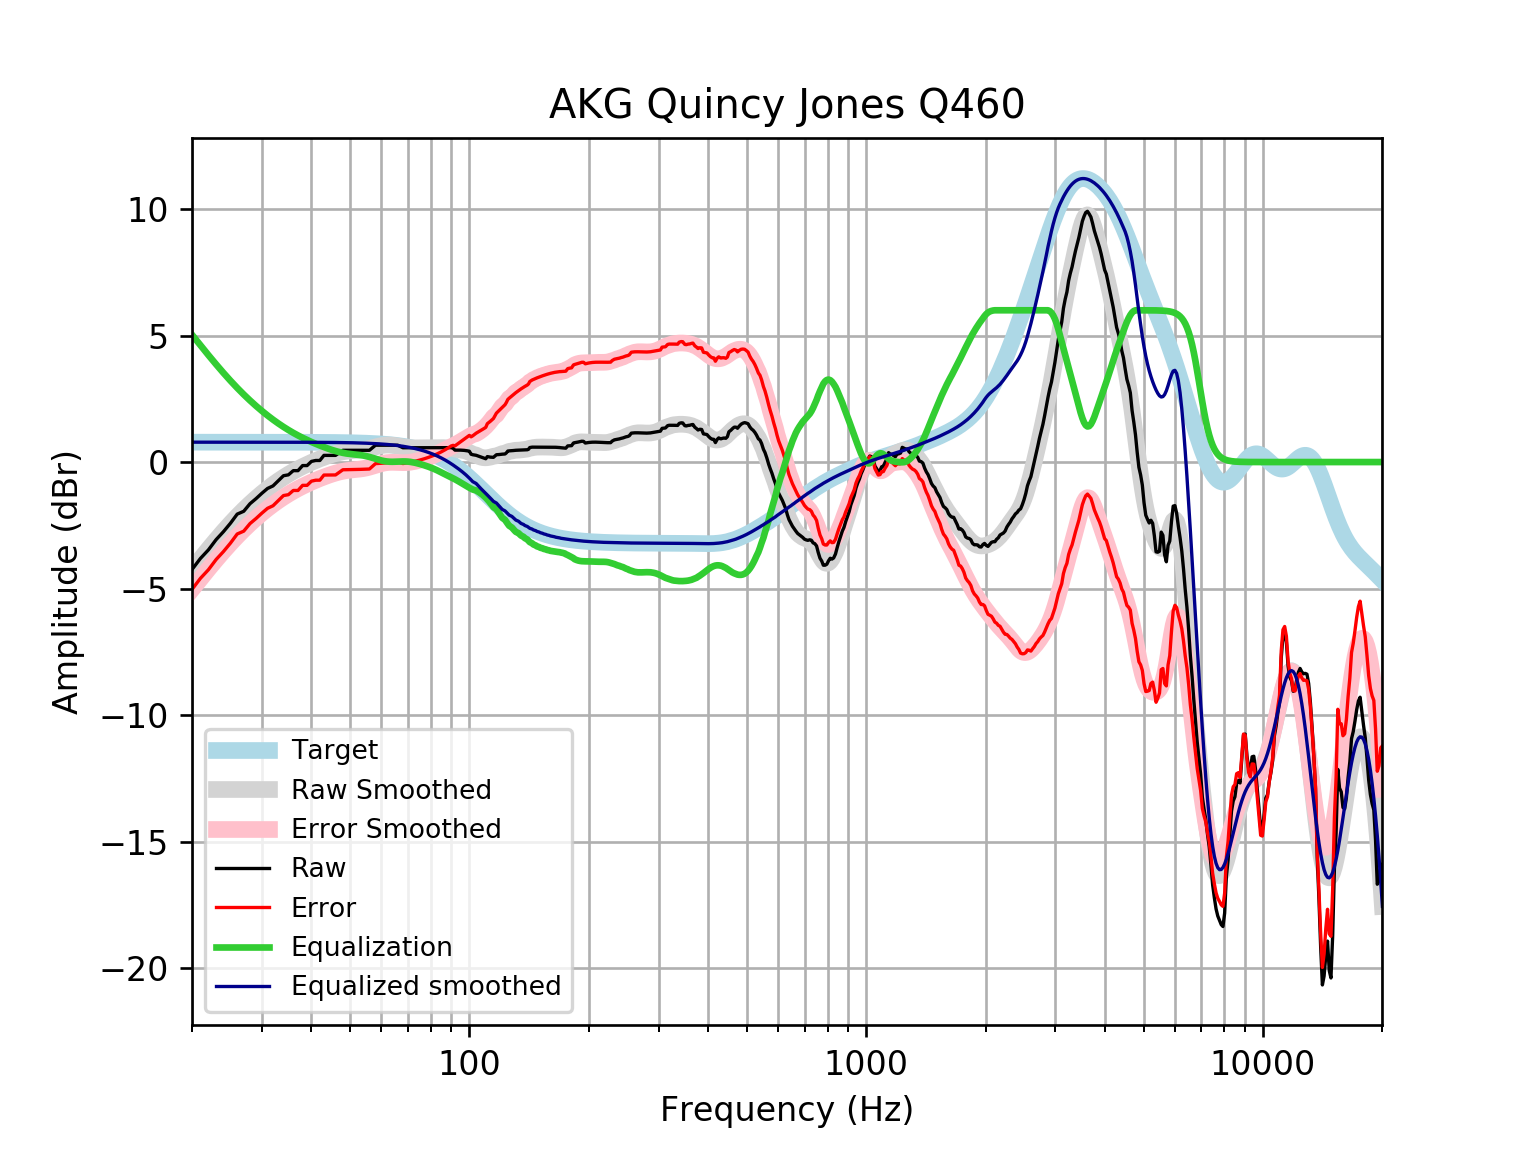 AKG Quincy Jones Q460
10
5
0
−5
−10
−15
−20
Amplitude (dBr)
Target
Raw Smoothed
Error Smoothed
Raw
Error
Equalization
Equalized smoothed
100 1000 10000
Frequency (Hz)